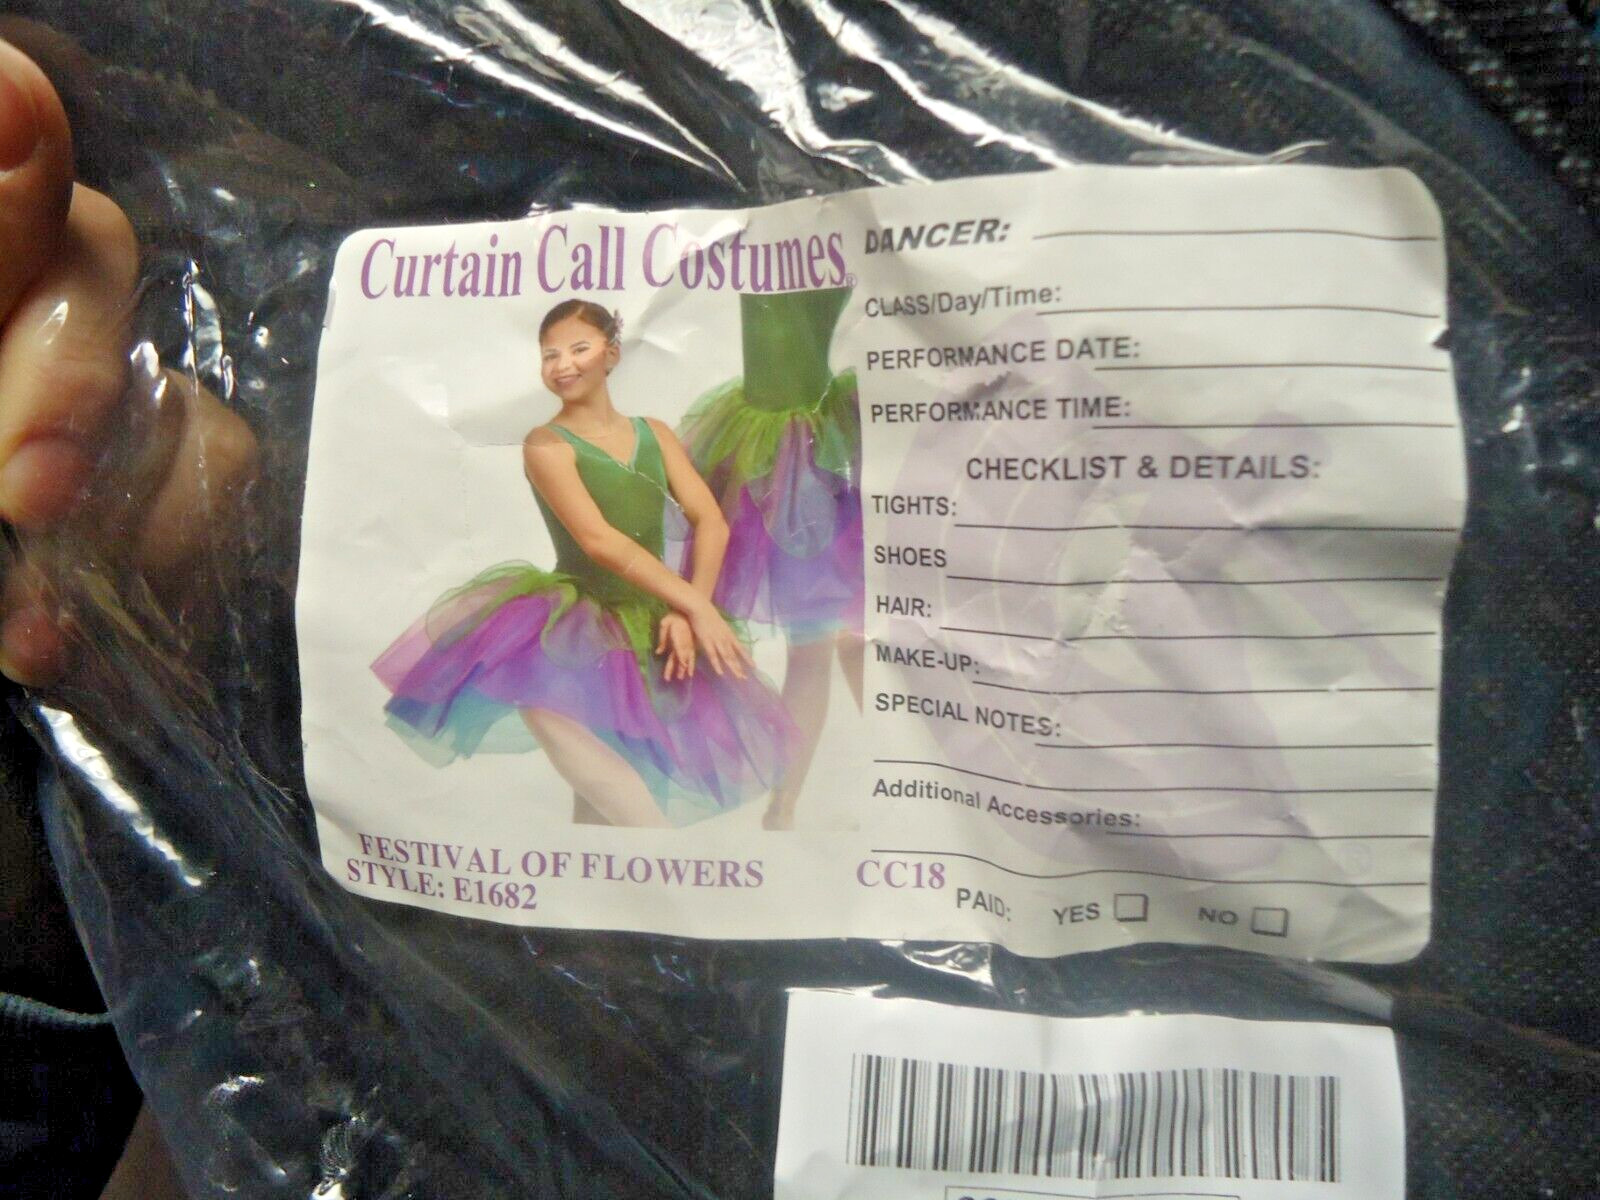 Curtain Call Costumes®
FESTIVAL OF FLOWERS
STYLE: E1682
CC18
DANCER:
CLASS/Day/Time:
PERFORMANCE DATE:
PERFORMANCE TIME:
CHECKLIST & DETAILS:
TIGHTS:
SHOES
HAIR:
MAKE-UP:
SPECIAL NOTES:
Additional Accessories:
PAID: YES NO